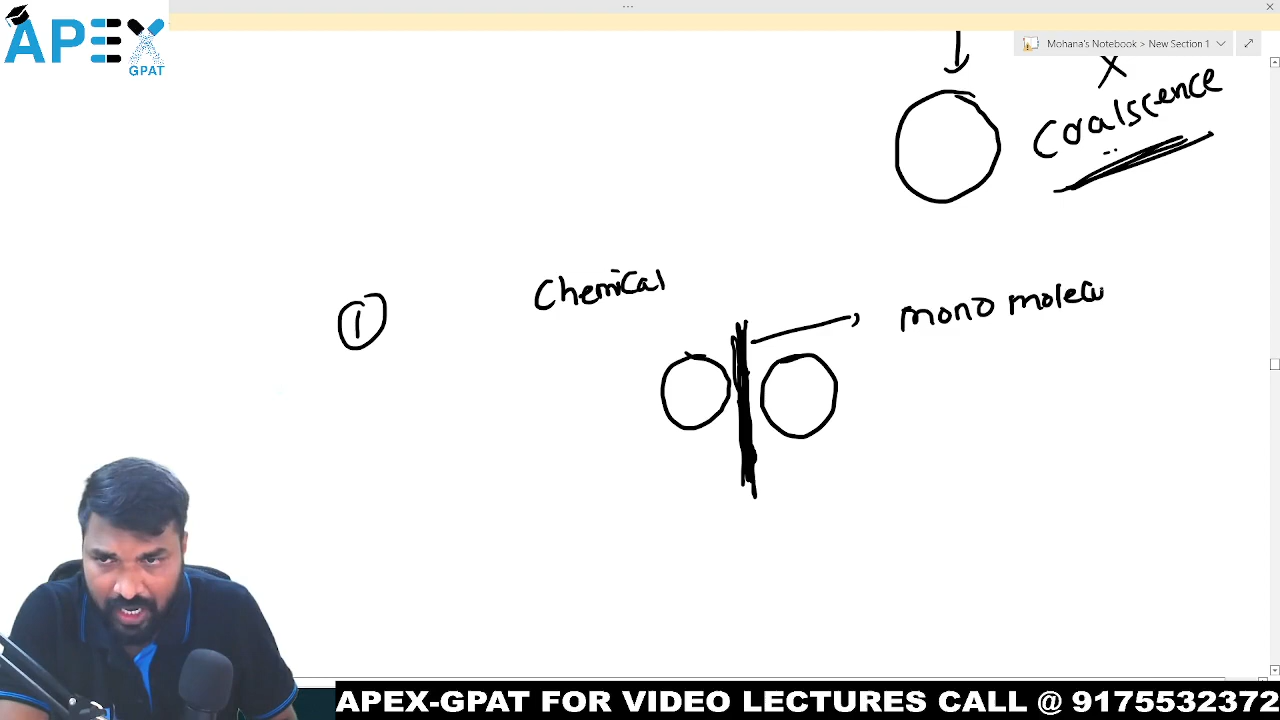 APEX
GPAT
Mohana's Notebook > New Section 1
x
Coalscence
1
Chemical
mono molecu
APEX-GPAT FOR VIDEO LECTURES CALL @ 9175532372